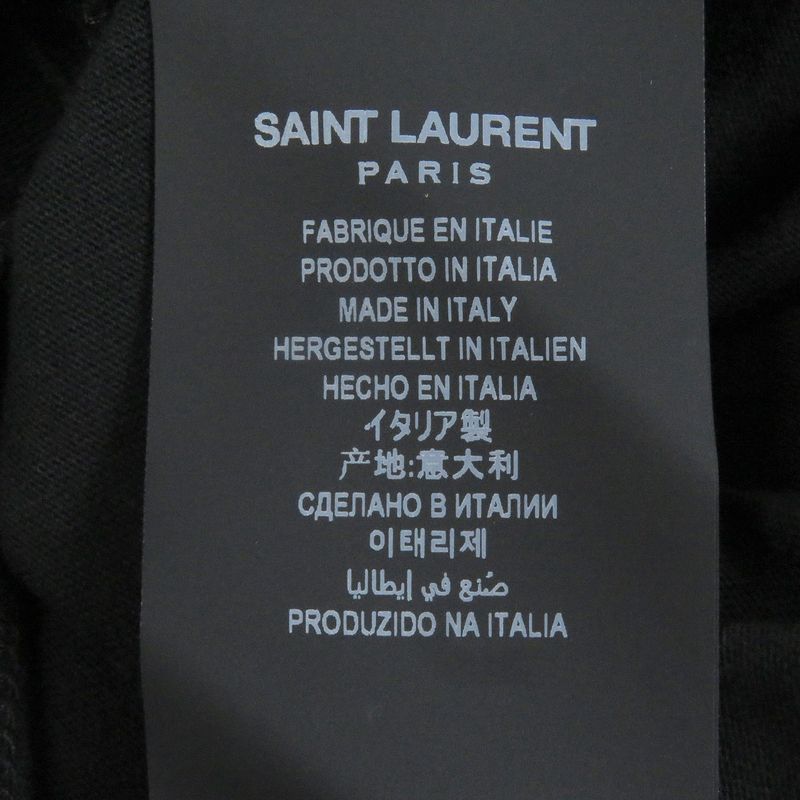 SAINT LAURENT
PARIS
FABRIQUE EN ITALIE
PRODOTTO IN ITALIA
MADE IN ITALY
HERGESTELLT IN ITALIEN
HECHO EN ITALIA
イタリア製
产地:意大利
СДЕЛАНО В ИТАЛИИ
이태리제
صُنع في إيطاليا
PRODUZIDO NA ITALIA